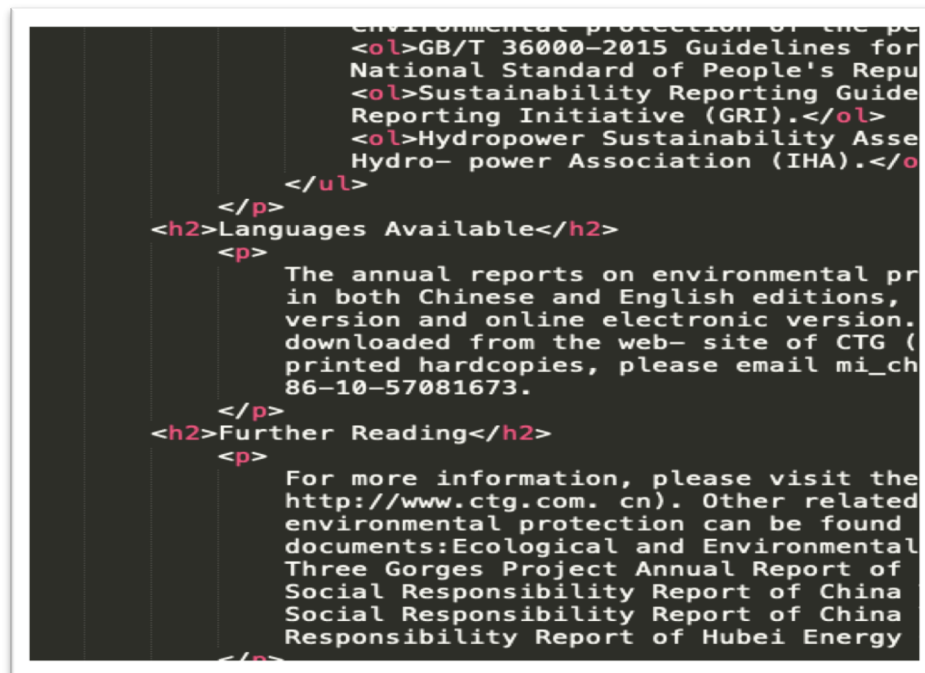 environmental protection of the pe
<ol>GB/T 36000–2015 Guidelines for
National Standard of People's Repu
<ol>Sustainability Reporting Guide
Reporting Initiative (GRI).</ol>
<ol>Hydropower Sustainability Asse
Hydro– power Association (IHA).</o
</ul>
</p>
<h2>Languages Available</h2>
<p>
The annual reports on environmental pr
in both Chinese and English editions,
version and online electronic version.
downloaded from the web– site of CTG (
printed hardcopies, please email mi_ch
86–10–57081673.
</p>
<h2>Further Reading</h2>
<p>
For more information, please visit the
http://www.ctg.com. cn). Other related
environmental protection can be found
documents:Ecological and Environmental
Three Gorges Project Annual Report of
Social Responsibility Report of China
Social Responsibility Report of China
Responsibility Report of Hubei Energy
</p>